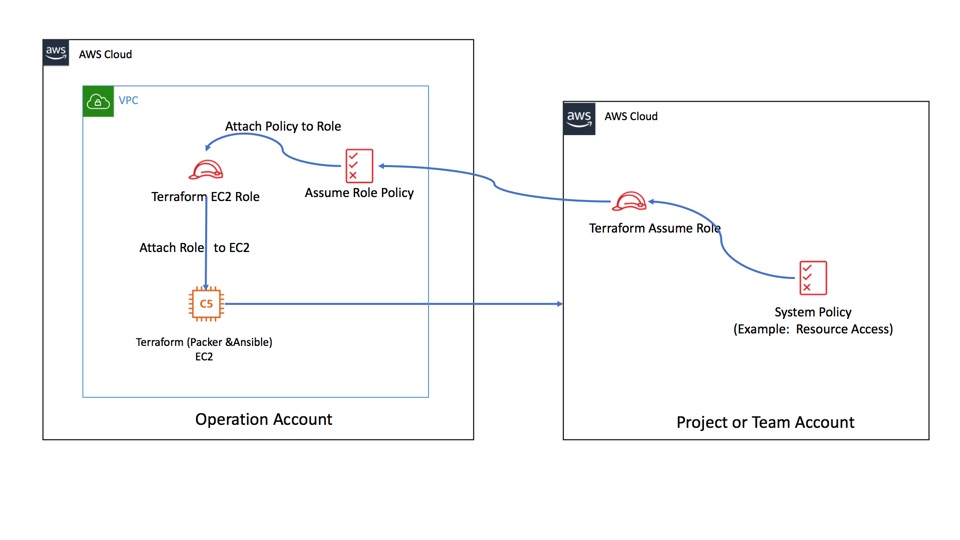 aws
AWS Cloud
VPC
Attach Policy to Role
Terraform EC2 Role
Assume Role Policy
Attach Role to EC2
C5
Terraform (Packer &Ansible)
EC2
Operation Account
aws
AWS Cloud
Terraform Assume Role
System Policy
(Example: Resource Access)
Project or Team Account